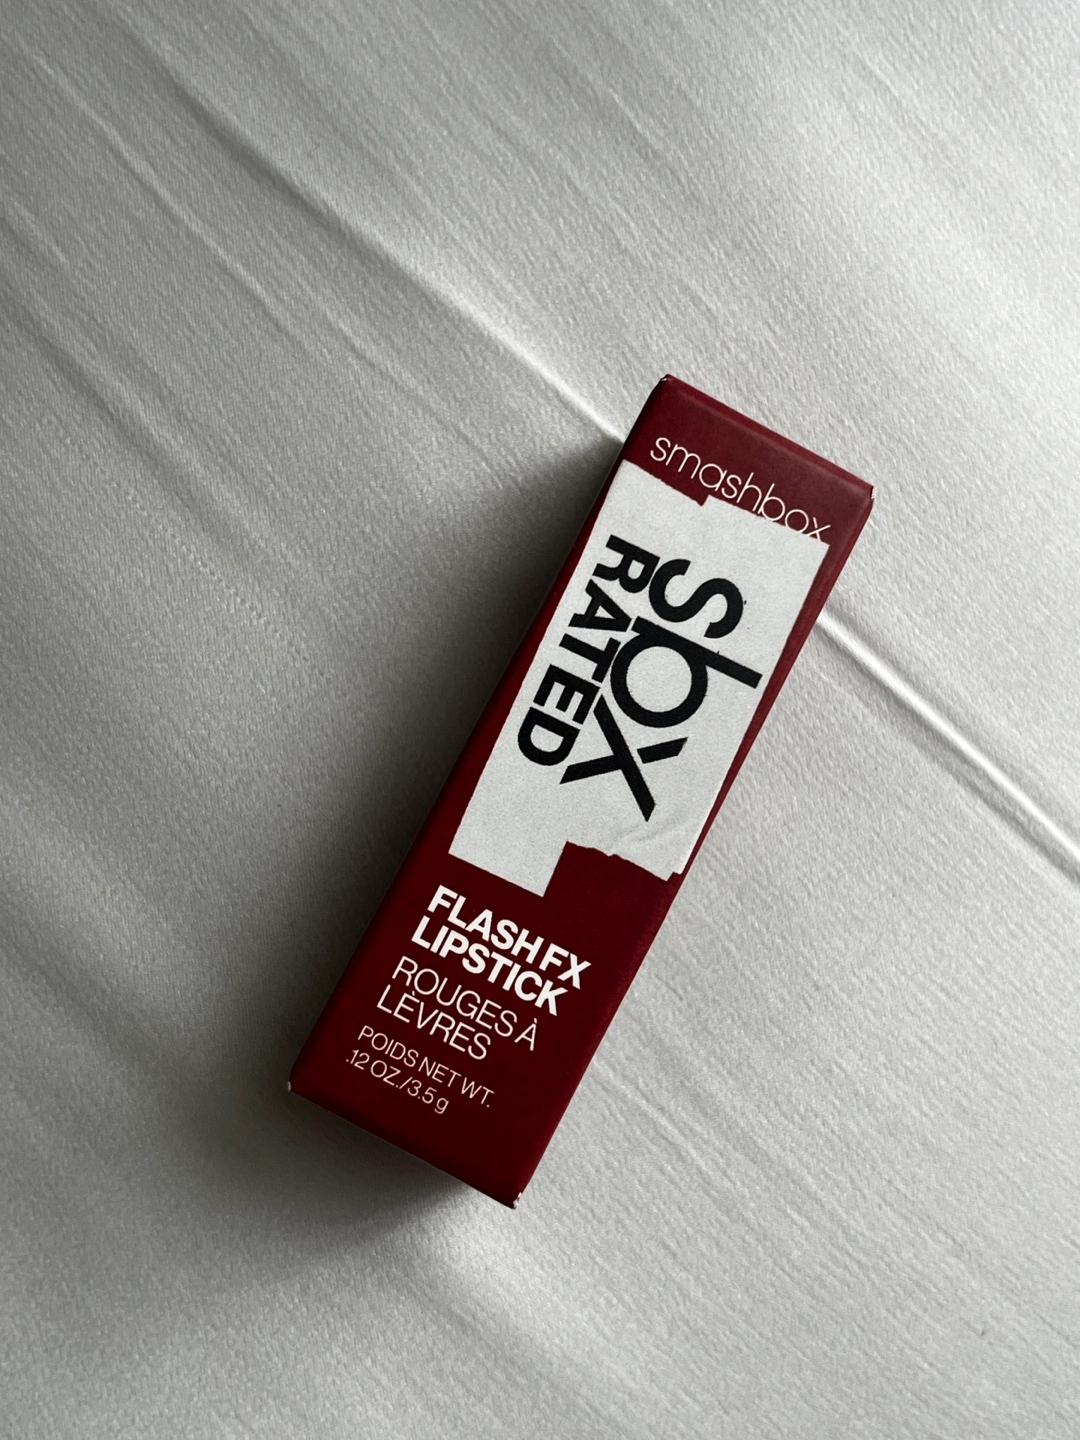 smashbox
Sbx
RATED
FLASH FX
LIPSTICK
ROUGES À
LÈVRES
POIDS NET WT.
.12 OZ./3.5 g